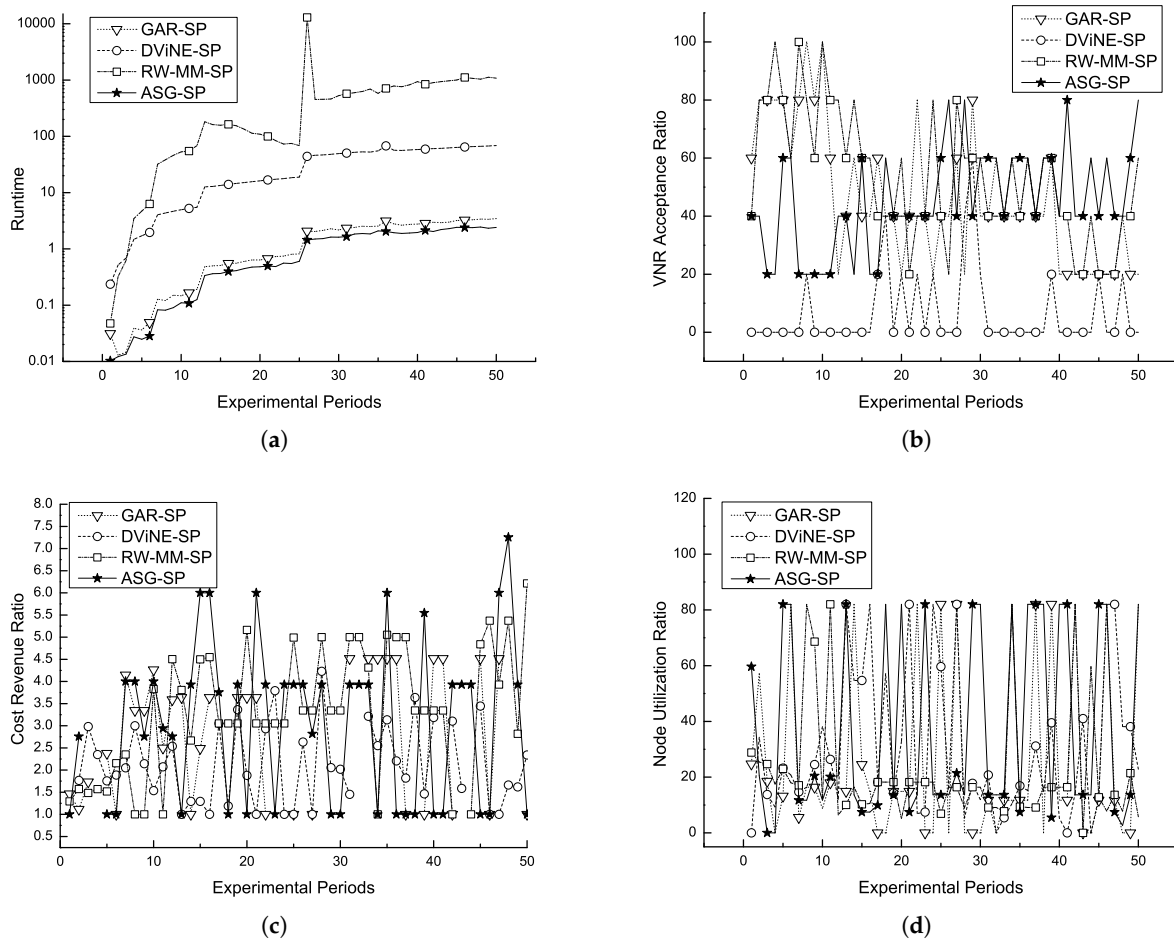 GAR-SP
DViNE-SP
RW-MM-SP
ASG-SP
10000
1000
100
10
1
0.1
0.01
Runtime
0 10 20 30 40 50
Experimental Periods
(a)
GAR-SP
DViNE-SP
RW-MM-SP
ASG-SP
100
80
60
40
20
0
VNR Acceptance Ratio
0 10 20 30 40 50
Experimental Periods
(b)
GAR-SP
DViNE-SP
RW-MM-SP
ASG-SP
8.0
7.5
7.0
6.5
6.0
5.5
5.0
4.5
4.0
3.5
3.0
2.5
2.0
1.5
1.0
0.5
Cost Revenue Ratio
0 10 20 30 40 50
Experimental Periods
(c)
GAR-SP
DViNE-SP
RW-MM-SP
ASG-SP
120
100
80
60
40
20
0
Node Utilization Ratio
0 10 20 30 40 50
Experimental Periods
(d)